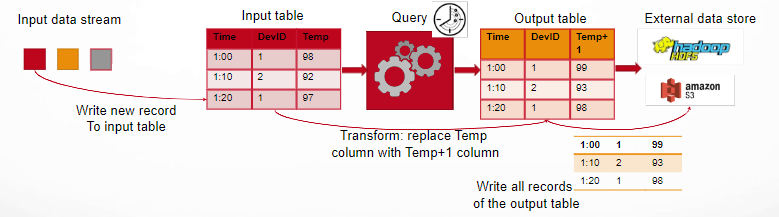 Input data stream
Input table
Query
Output table
External data store
Time DevID Temp
1:00 1 98
1:10 2 92
1:20 1 97
Time DevID Temp+
1
1:00 1 99
1:10 2 93
1:20 1 98
hadoop
HDFS
amazon
S3
Write new record
To input table
Transform: replace Temp
column with Temp+1 column
1:00 1 99
1:10 2 93
1:20 1 98
Write all records
of the output table